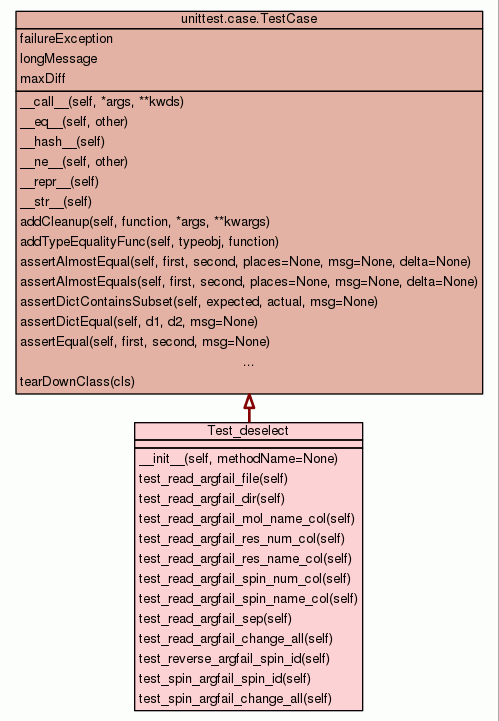 unittest.case.TestCase
failureException
longMessage
maxDiff
__call__(self, *args, **kwds)
__eq__(self, other)
__hash__(self)
__ne__(self, other)
__repr__(self)
__str__(self)
addCleanup(self, function, *args, **kwargs)
addTypeEqualityFunc(self, typeobj, function)
assertAlmostEqual(self, first, second, places=None, msg=None, delta=None)
assertAlmostEquals(self, first, second, places=None, msg=None, delta=None)
assertDictContainsSubset(self, expected, actual, msg=None)
assertDictEqual(self, d1, d2, msg=None)
assertEqual(self, first, second, msg=None)
...
tearDownClass(cls)
Test_deselect
__init__(self, methodName=None)
test_read_argfail_file(self)
test_read_argfail_dir(self)
test_read_argfail_mol_name_col(self)
test_read_argfail_res_num_col(self)
test_read_argfail_res_name_col(self)
test_read_argfail_spin_num_col(self)
test_read_argfail_spin_name_col(self)
test_read_argfail_sep(self)
test_read_argfail_change_all(self)
test_reverse_argfail_spin_id(self)
test_spin_argfail_spin_id(self)
test_spin_argfail_change_all(self)